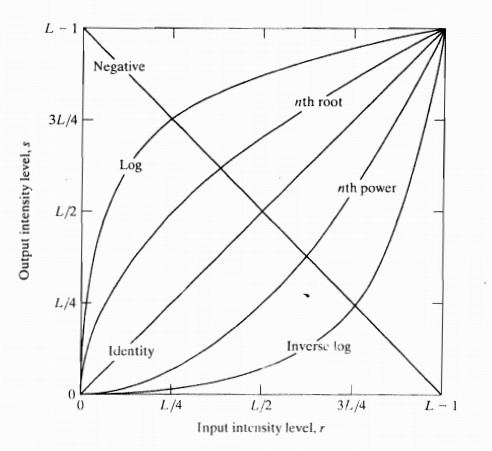 L − 1
Negative
nth root
3L/4
Log
nth power
L/2
L/4
Identity
Inverse log
0
0
L/4
L/2
3L/4
L − 1
Input intensity level, r
Output intensity level, s